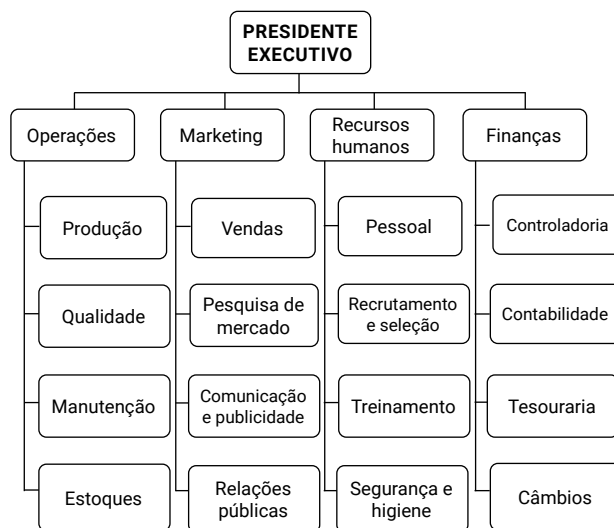 PRESIDENTE
EXECUTIVO
Operações
Marketing
Recursos
humanos
Finanças
Produção
Vendas
Pessoal
Controladoria
Qualidade
Pesquisa de
mercado
Recrutamento
e seleção
Contabilidade
Manutenção
Comunicação
e publicidade
Treinamento
Tesouraria
Estoques
Relações
públicas
Segurança e
higiene
Câmbios